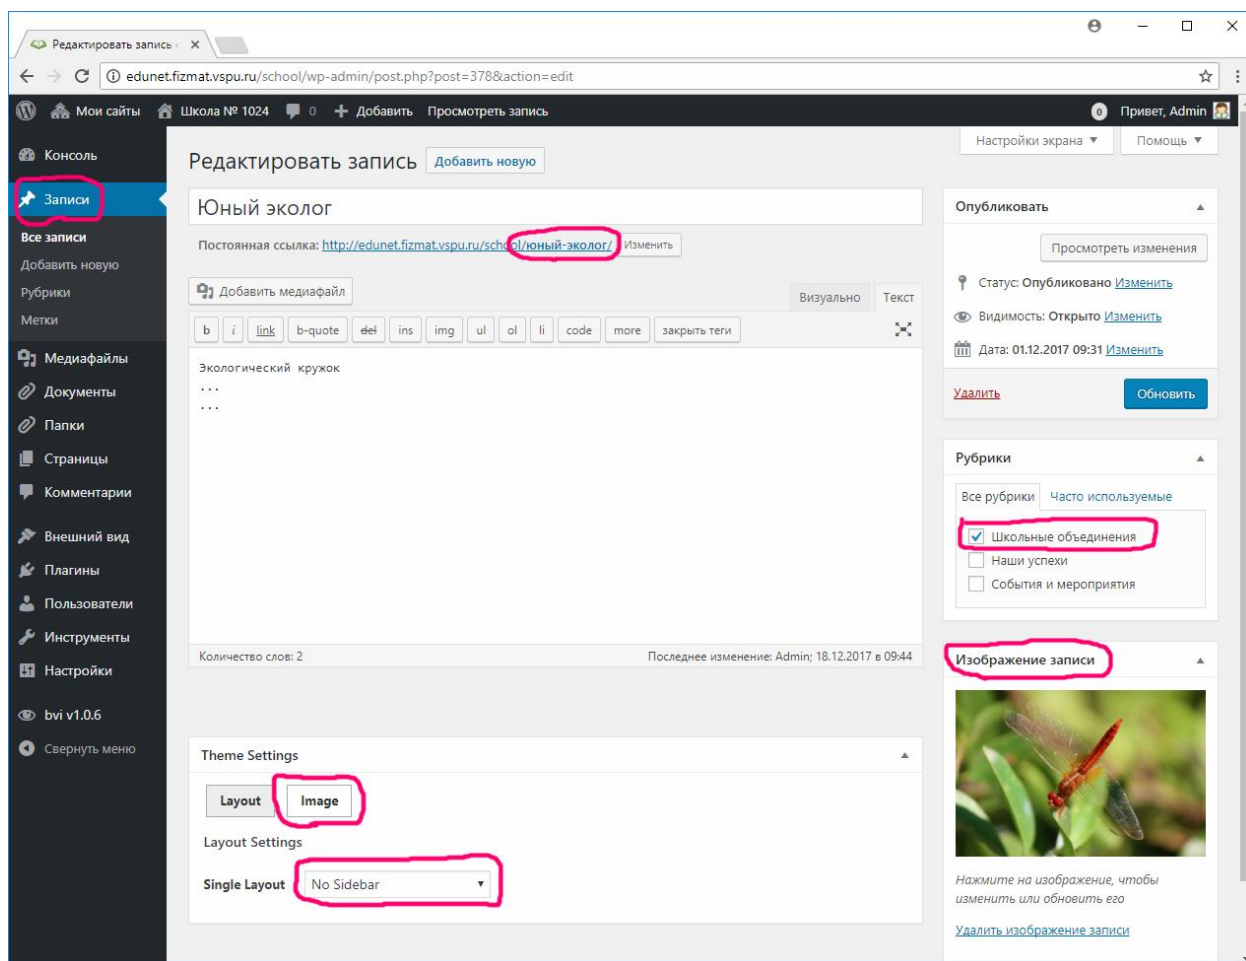 Редактировать запись ‹
edunet.fizmat.vspu.ru/school/wp-admin/post.php?post=378&action=edit
Мои сайты Школа № 1024 0 + Добавить Просмотреть запись 0 Привет, Admin
Настройки экрана Помощь
Консоль
Записи
Все записи
Добавить новую
Рубрики
Метки
Медиафайлы
Документы
Папки
Страницы
Комментарии
Внешний вид
Плагины
Пользователи
Инструменты
Настройки
bvi v1.0.6
Свернуть меню
Редактировать запись Добавить новую
Юный эколог
Постоянная ссылка: http://edunet.fizmat.vspu.ru/school/юный-эколог/ Изменить
Добавить медиафайл
Визуально Текст
b i link b-quote del ins img ul ol li code more закрыть теги
Экологический кружок
...
...
Количество слов: 2 Последнее изменение: Admin; 18.12.2017 в 09:44
Theme Settings
Layout Image
Layout Settings
Single Layout No Sidebar
Опубликовать
Просмотреть изменения
Статус: Опубликовано Изменить
Видимость: Открыто Изменить
Дата: 01.12.2017 09:31 Изменить
Удалить Обновить
Рубрики
Все рубрики Часто используемые
Школьные объединения
Наши успехи
События и мероприятия
Изображение записи
Нажмите на изображение, чтобы
изменить или обновить его
Удалить изображение записи